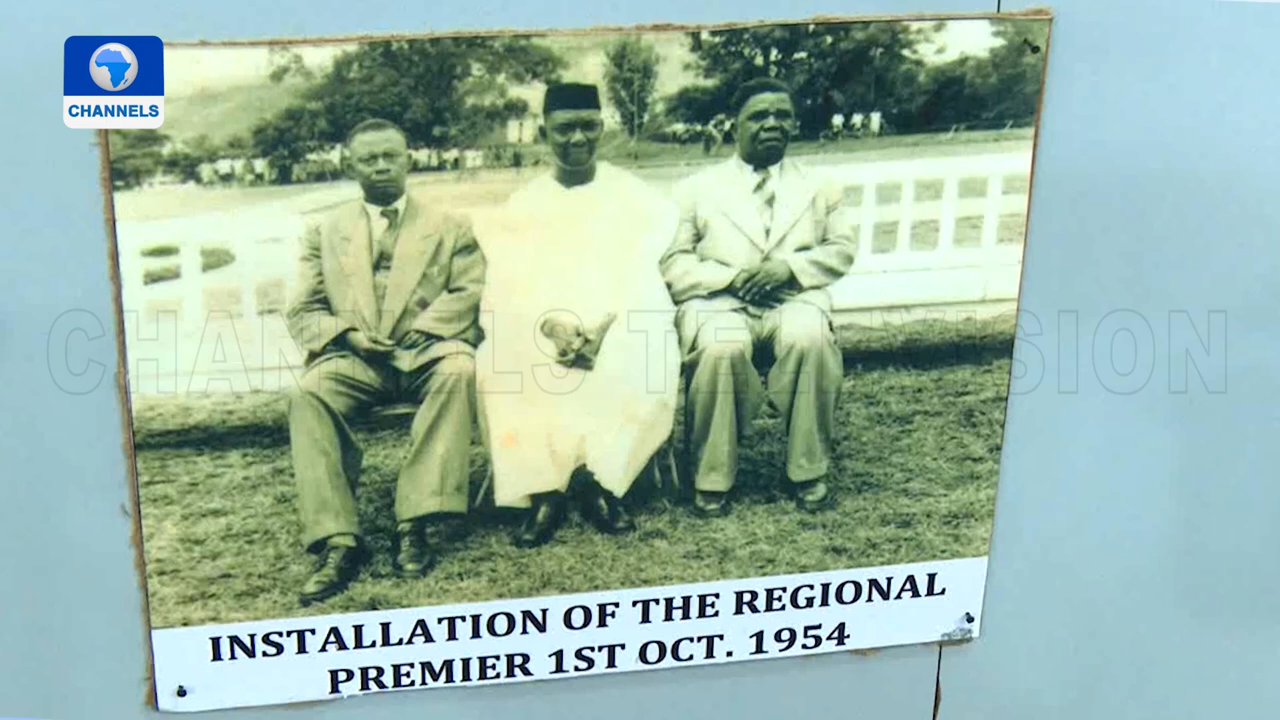 CHANNELS
CHANNELS TELEVISION
INSTALLATION OF THE REGIONAL
PREMIER 1ST OCT. 1954